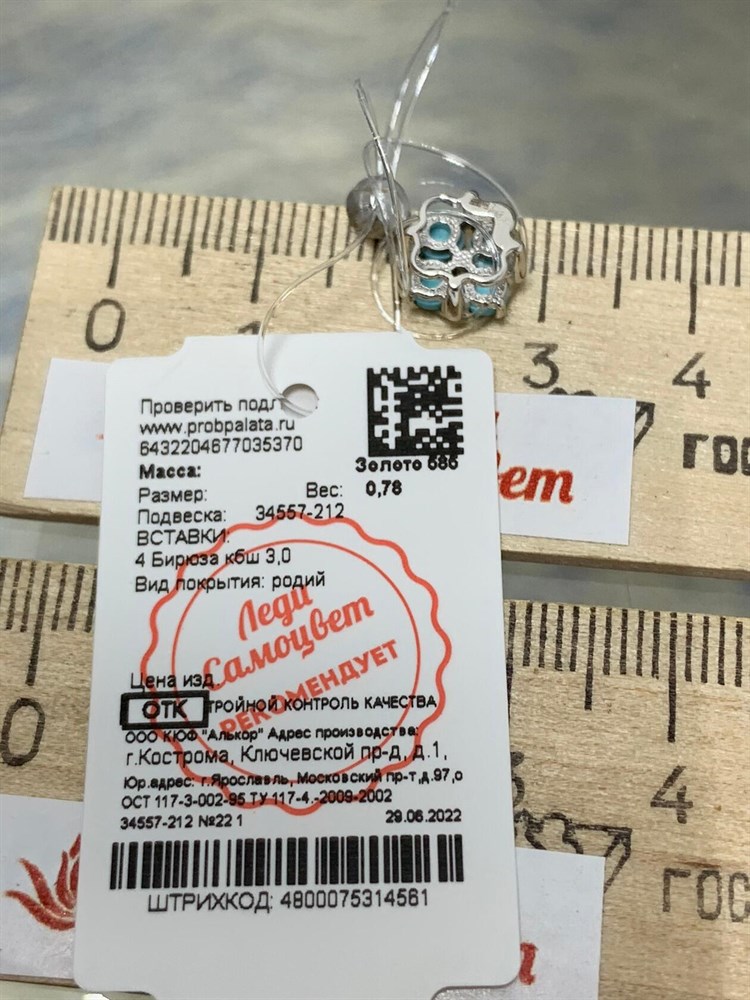 0
1
3
4
ГОС
ет
Проверить подл
www.probpalata.ru
6432204677035370
Золото 585
Масса:
Размер: Вес: 0,78
Подвеска: 34557-212
ВСТАВКИ:
4 Бирюза кбш 3,0
Вид покрытия: родий
Леди
Самоцвет
РЕКОМЕНДУЕТ
Цена изд.
ОТК ТРОЙНОЙ КОНТРОЛЬ КАЧЕСТВА
ООО КЮФ "Алькор" Адрес производства:
г.Кострома, Ключевской пр-д, д.1,
Юр.адрес: г.Ярославль, Московский пр-т,д.97,о
ОСТ 117-3-002-95 ТУ 117-4.-2009-2002
34557-212 №22 1 29.06.2022
ШТРИХКОД: 4800075314561
0
4
ГОС